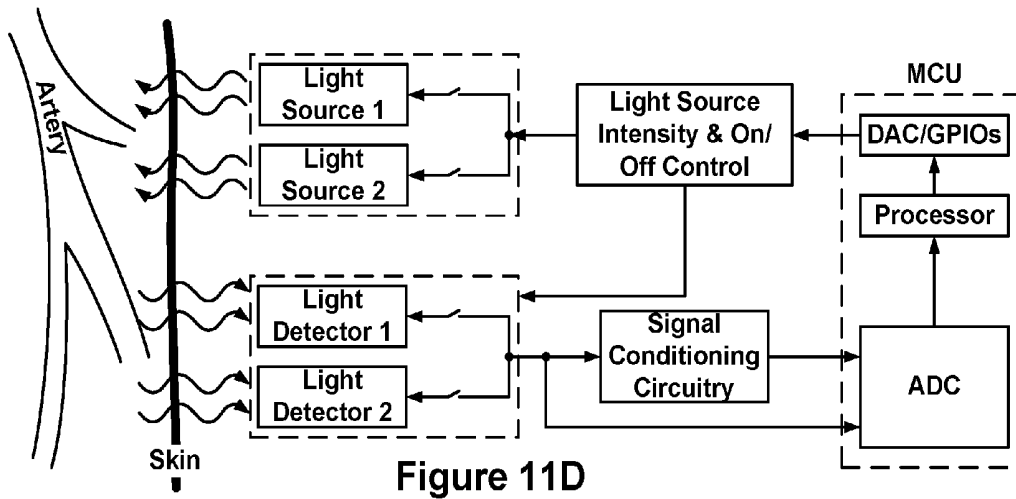 Artery
Light
Source 1
Light
Source 2
Light Source
Intensity & On/
Off Control
MCU
DAC/GPIOs
Processor
Light
Detector 1
Light
Detector 2
Signal
Conditioning
Circuitry
ADC
Skin
Figure 11D